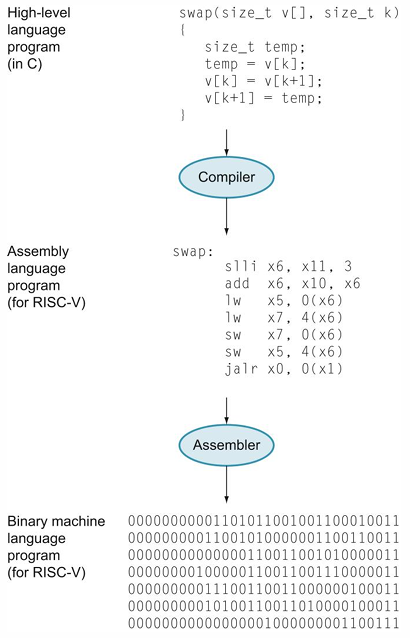 High-level
language
program
(in C)
swap(size_t v[], size_t k)
{
size_t temp;
temp = v[k];
v[k] = v[k+1];
v[k+1] = temp;
}
Compiler
Assembly
language
program
(for RISC-V)
swap:
slli x6, x11, 3
add x6, x10, x6
lw x5, 0(x6)
lw x7, 4(x6)
sw x7, 0(x6)
sw x5, 4(x6)
jalr x0, 0(x1)
Assembler
Binary machine
language
program
(for RISC-V)
00000000001101011001001100010011
00000000011001010000001100110011
00000000000000110011001010000011
00000000100000110011001110000011
00000000011100110011000000100011
00000000010100110011010000100011
00000000000000001000000001100111